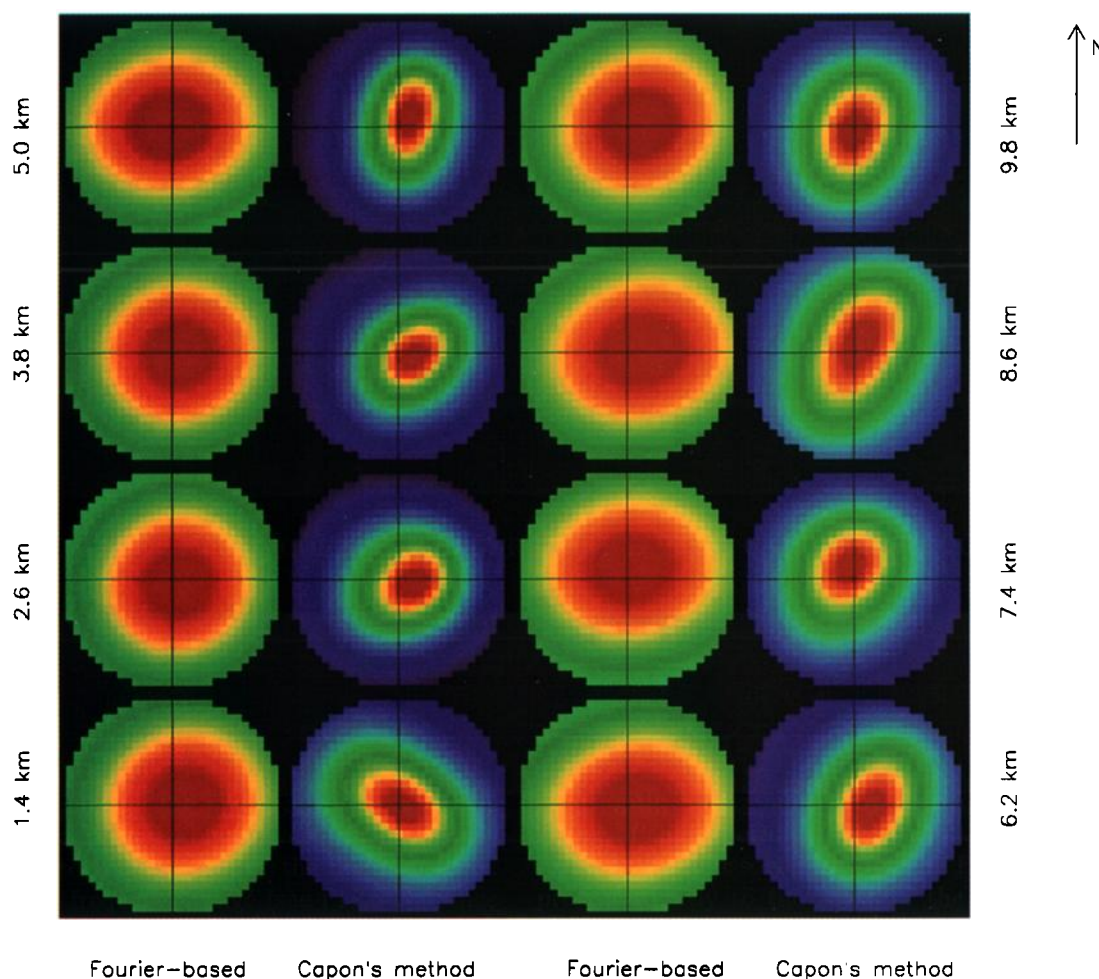 5.0 km
9.8 km
3.8 km
8.6 km
2.6 km
7.4 km
1.4 km
6.2 km
Fourier-based Capon's method Fourier-based Capon's method